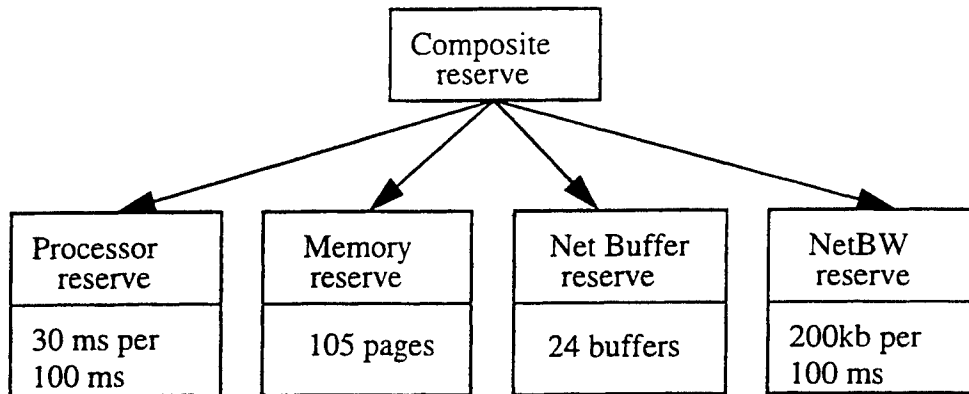 Composite
reserve
Processor
reserve
Memory
reserve
Net Buffer
reserve
NetBW
reserve
30 ms per
100 ms
105 pages
24 buffers
200kb per
100 ms